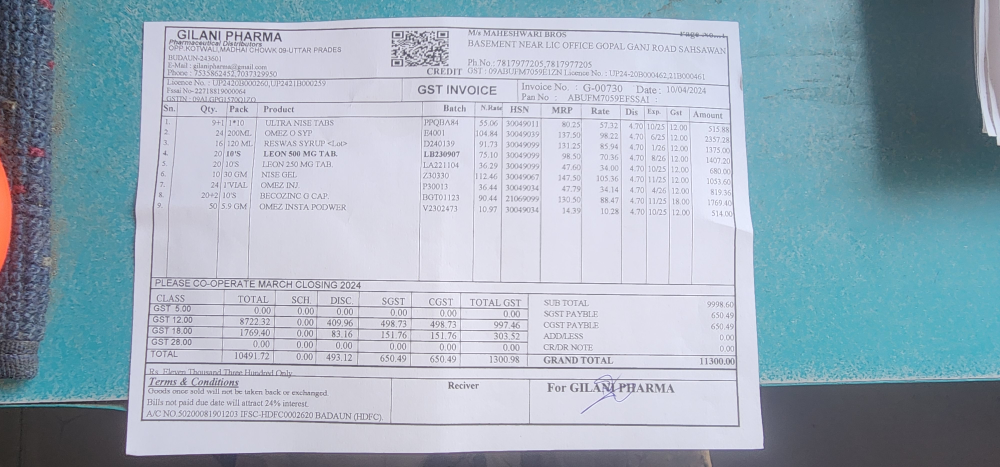 GILANI PHARMA
Pharmaceutical Distributors
OPP.KOTWALI,MADHAI CHOWK 09-UTTAR PRADES
BUDAUN-243601
E-Mail : gilanipharma@gmail.com
Phone : 7535862452,7037329950
M/s MAHESHWARI BROS
BASEMENT NEAR LIC OFFICE GOPAL GANJ ROAD SAHSAWAN
Ph.No : 7817977205,7817977205
CREDIT GST : 09ABUFM7059E1ZN Licence No. : UP24-20B000462,21B000461
Licence No. : UP2420B000260,UP2421B000259
Fssai No-22718819000064
GST INVOICE
Invoice No. : G-00730 Date : 10/04/2024
Pan No : ABUFM7059EFSSAI :
Sn. Qty. Pack Product Batch N.Rate HSN MRP Rate Dis Exp. Gst Amount
1. 9+1 1*10 ULTRA NISE TABS PPQBA84 55.06 30049011 80.25 57.32 4.70 10/25 12.00 515.88
2. 24 200ML OMEZ O SYP E4001 104.84 30049039 137.50 98.22 4.70 6/25 12.00 2357.28
3. 16 120 ML RESWAS SYRUP <Lot> D240139 91.73 30049039 131.25 85.94 4.70 1/26 12.00 1375.00
4. 20 10'S LEON 500 MG TAB. LB230907 75.10 30049039 98.50 70.36 4.70 8/26 12.00 1407.20
5. 20 10'S LEON 250 MG TAB. LA221104 36.29 30049039 47.60 34.00 4.70 10/25 12.00 680.00
6. 10 30 GM NISE GEL Z30330 112.46 30049067 147.50 105.36 4.70 11/25 12.00 1053.60
7. 24 1'VIAL OMEZ INJ P30013 36.44 30049034 47.79 34.14 4.70 4/26 12.00 819.36
8. 20+2 10'S BECOZINC G CAP. BOT01123 90.44 21069099 130.50 88.47 4.70 11/25 18.00 1769.40
9. 50 5.9 GM OMEZ INSTA PODWER V2302473 10.97 30049034 14.39 10.28 4.70 10/25 12.00 514.00
PLEASE CO-OPERATE MARCH CLOSING 2024
CLASS TOTAL SCH. DISC. SGST CGST TOTAL GST
GST 5.00 0.00 0.00 0.00 0.00 0.00 0.00
GST 12.00 8722.32 0.00 409.96 498.73 498.73 997.46
GST 18.00 1769.40 0.00 83.16 151.76 151.76 303.52
GST 28.00 0.00 0.00 0.00 0.00 0.00 0.00
TOTAL 10491.72 0.00 493.12 650.49 650.49 1300.98
SUB TOTAL 9998.60
SGST PAYBLE 650.49
CGST PAYBLE 650.49
ADD/LESS 0.00
CR/DR NOTE 0.00
GRAND TOTAL 11300.00
Rs. Eleven Thousand Three Hundred Only
Terms & Conditions
Goods once sold will not be taken back or exchanged.
Bills not paid due date will attract 24% interest.
A/C NO.50200081901203 IFSC-HDFC0002620 BADAUN (HDFC)
Reciver
For GILANI PHARMA